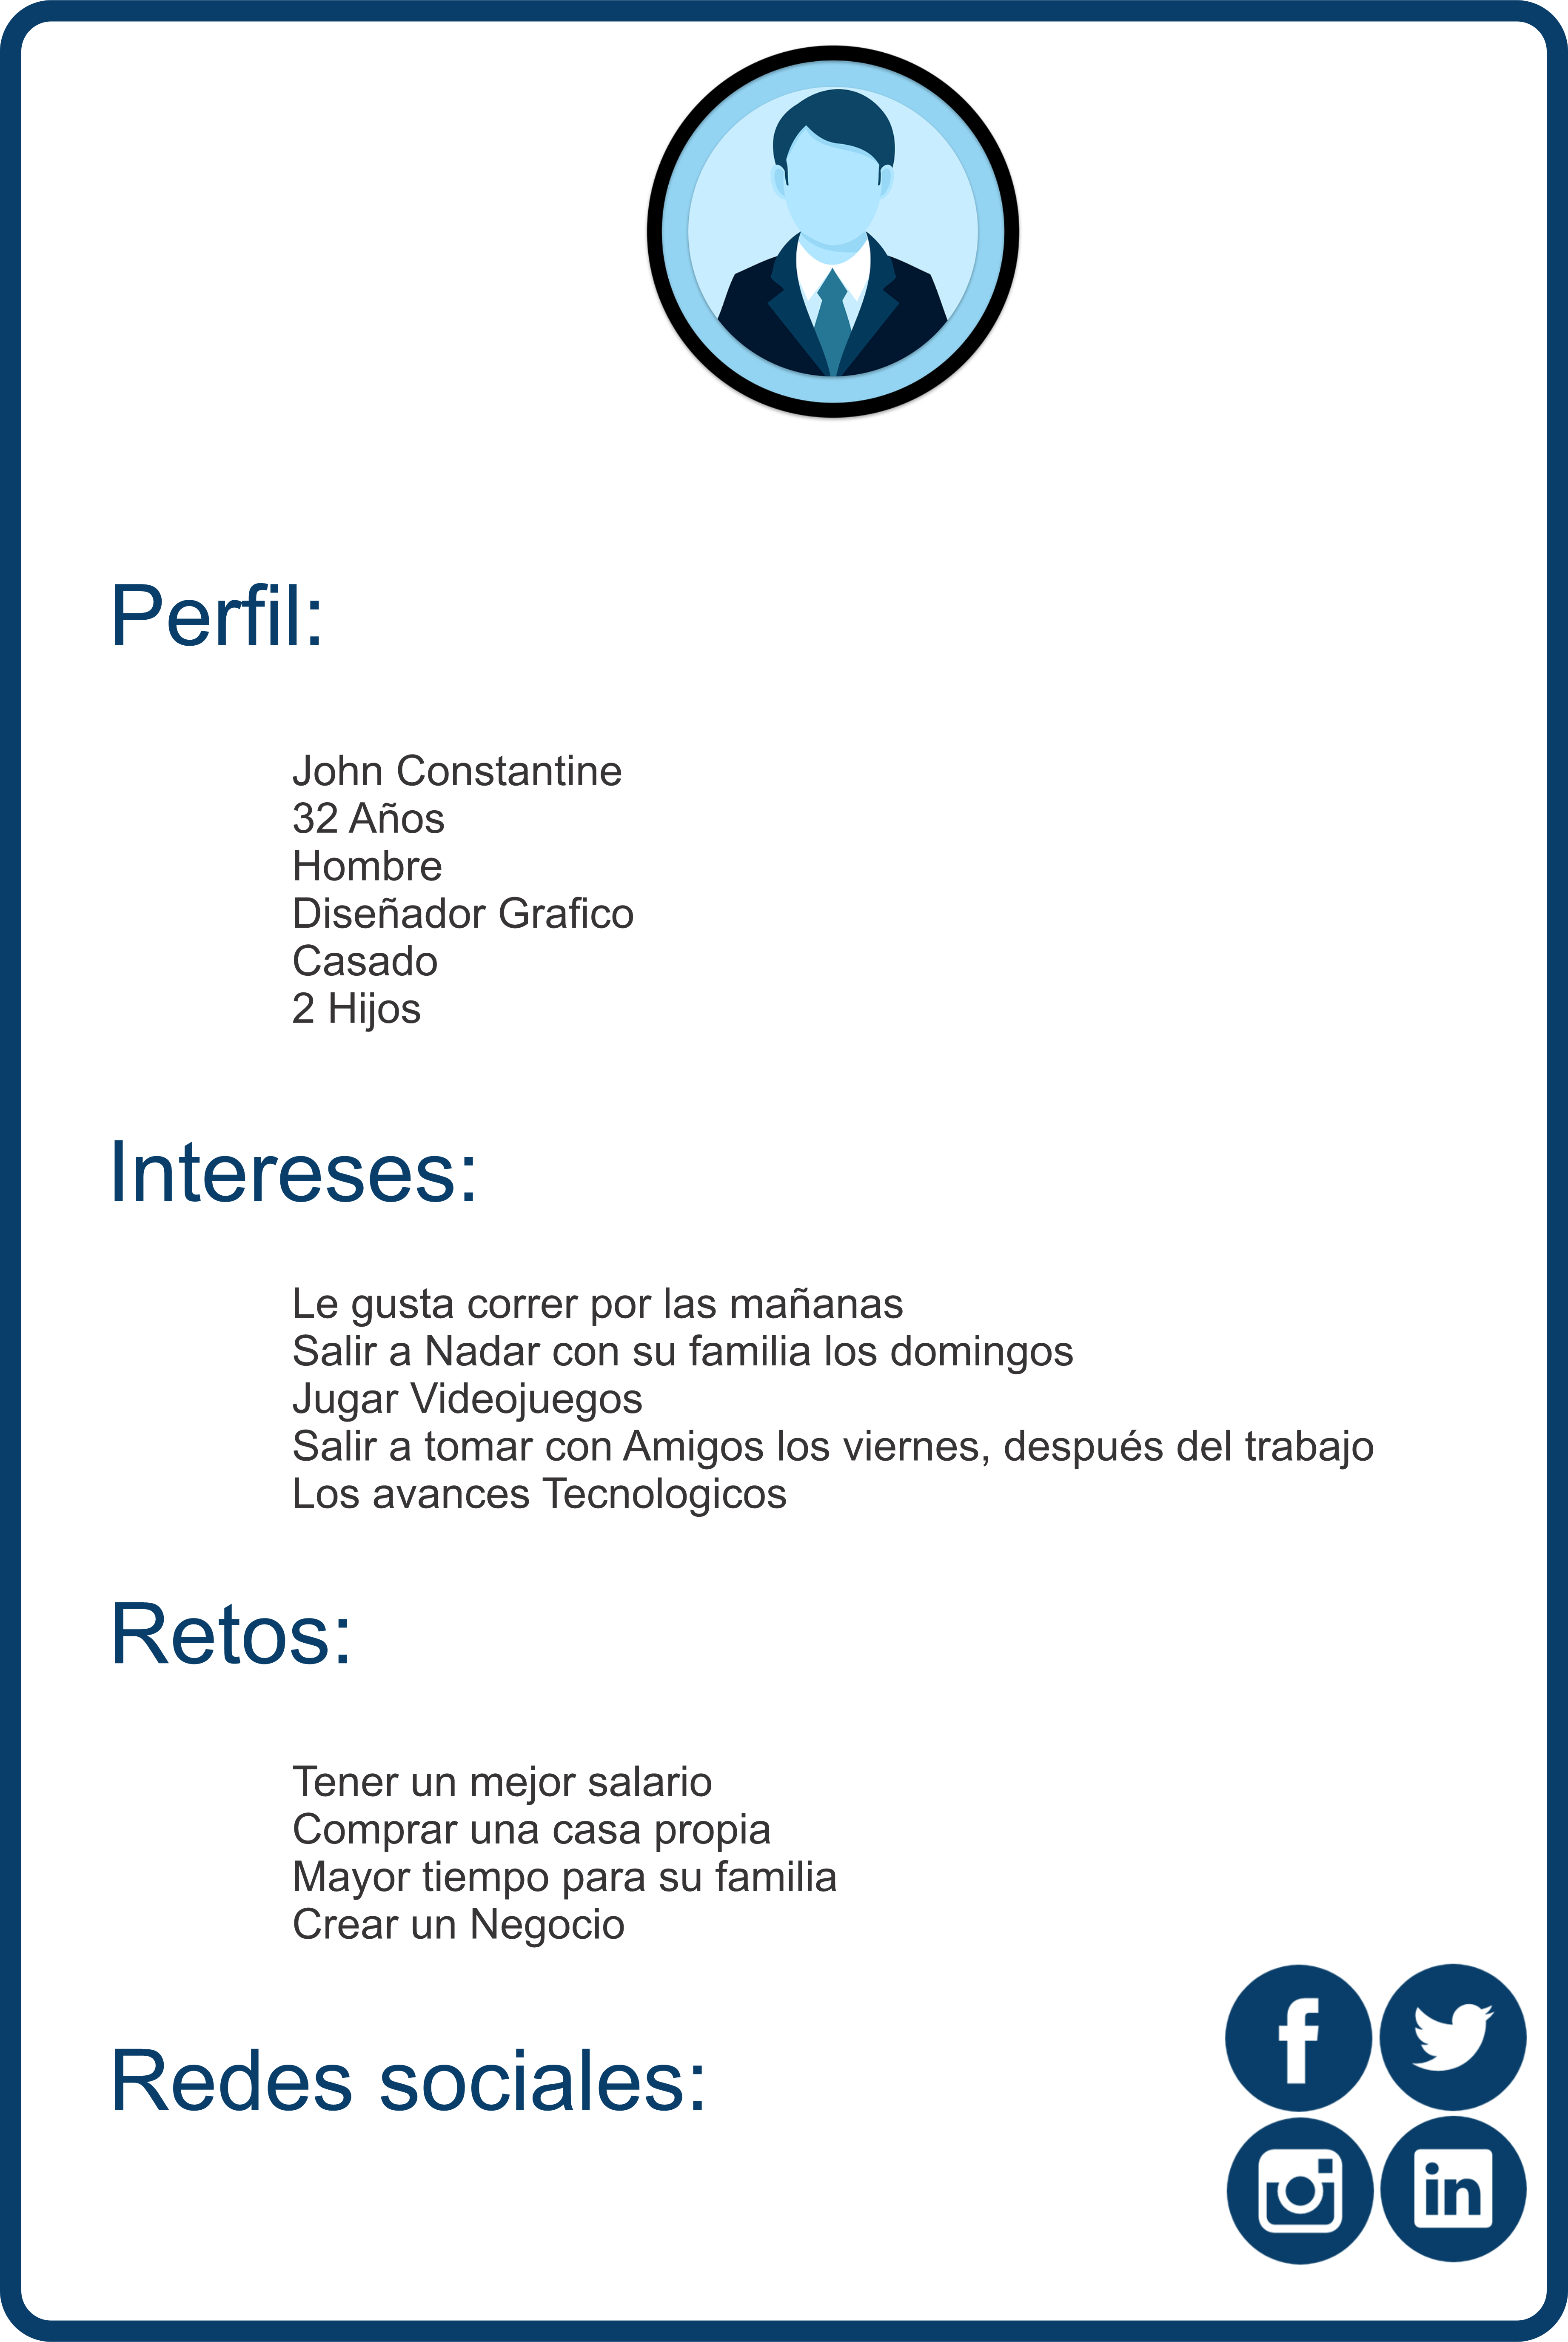 Perfil:
John Constantine
32 Años
Hombre
Diseñador Grafico
Casado
2 Hijos
Intereses:
Le gusta correr por las mañanas
Salir a Nadar con su familia los domingos
Jugar Videojuegos
Salir a tomar con Amigos los viernes, después del trabajo
Los avances Tecnologicos
Retos:
Tener un mejor salario
Comprar una casa propia
Mayor tiempo para su familia
Crear un Negocio
Redes sociales:
f
in